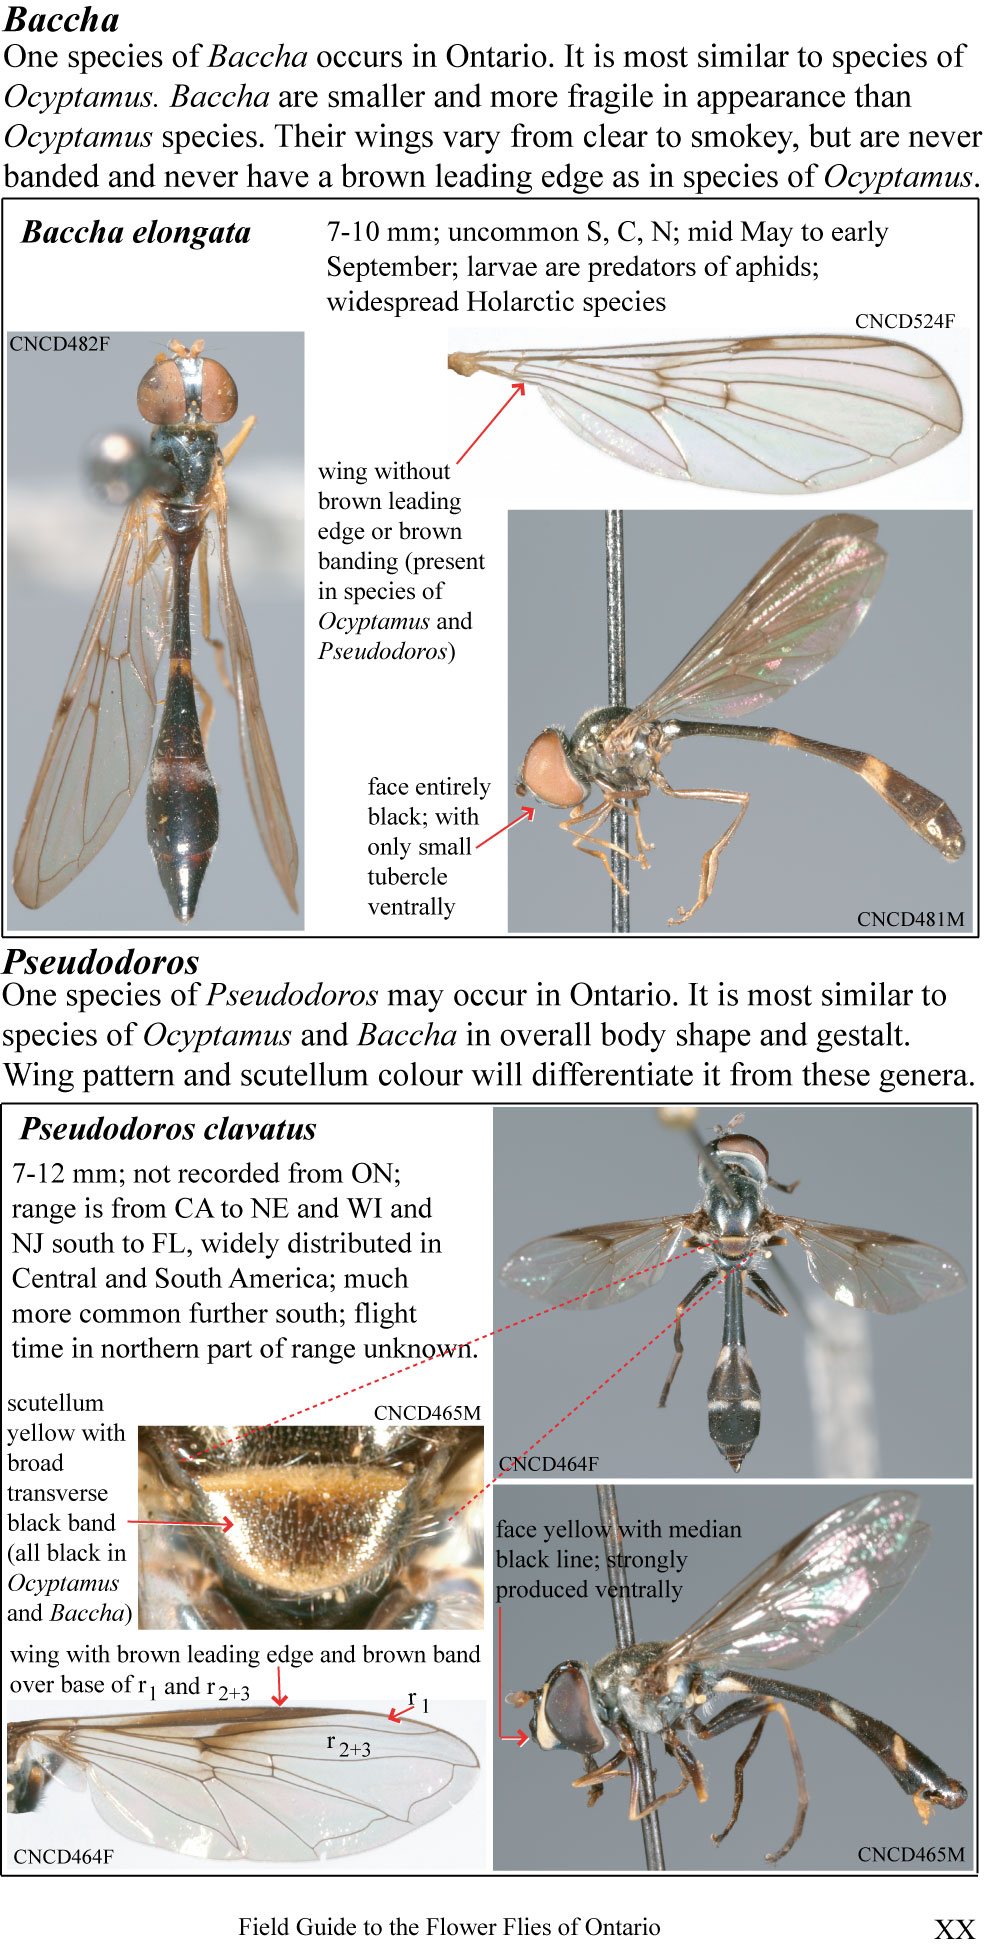 Baccha
One species of Baccha occurs in Ontario. It is most similar to species of
Ocyptamus. Baccha are smaller and more fragile in appearance than
Ocyptamus species. Their wings vary from clear to smokey, but are never
banded and never have a brown leading edge as in species of Ocyptamus.
Baccha elongata
7-10 mm; uncommon S, C, N; mid May to early
September; larvae are predators of aphids;
widespread Holarctic species
CNCD482F
CNCD524F
wing without
brown leading
edge or brown
banding (present
in species of
Ocyptamus and
Pseudodoros)
face entirely
black; with
only small
tubercle
ventrally
CNCD481M
Pseudodoros
One species of Pseudodoros may occur in Ontario. It is most similar to
species of Ocyptamus and Baccha in overall body shape and gestalt.
Wing pattern and scutellum colour will differentiate it from these genera.
Pseudodoros clavatus
7-12 mm; not recorded from ON;
range is from CA to NE and WI and
NJ south to FL, widely distributed in
Central and South America; much
more common further south; flight
time in northern part of range unknown.
CNCD464F
scutellum
yellow with
broad
transverse
black band
(all black in
Ocyptamus
and Baccha)
CNCD465M
face yellow with median
black line; strongly
produced ventrally
wing with brown leading edge and brown band
over base of r1 and r2+3
r1
r2+3
CNCD464F
CNCD465M
Field Guide to the Flower Flies of Ontario
XX